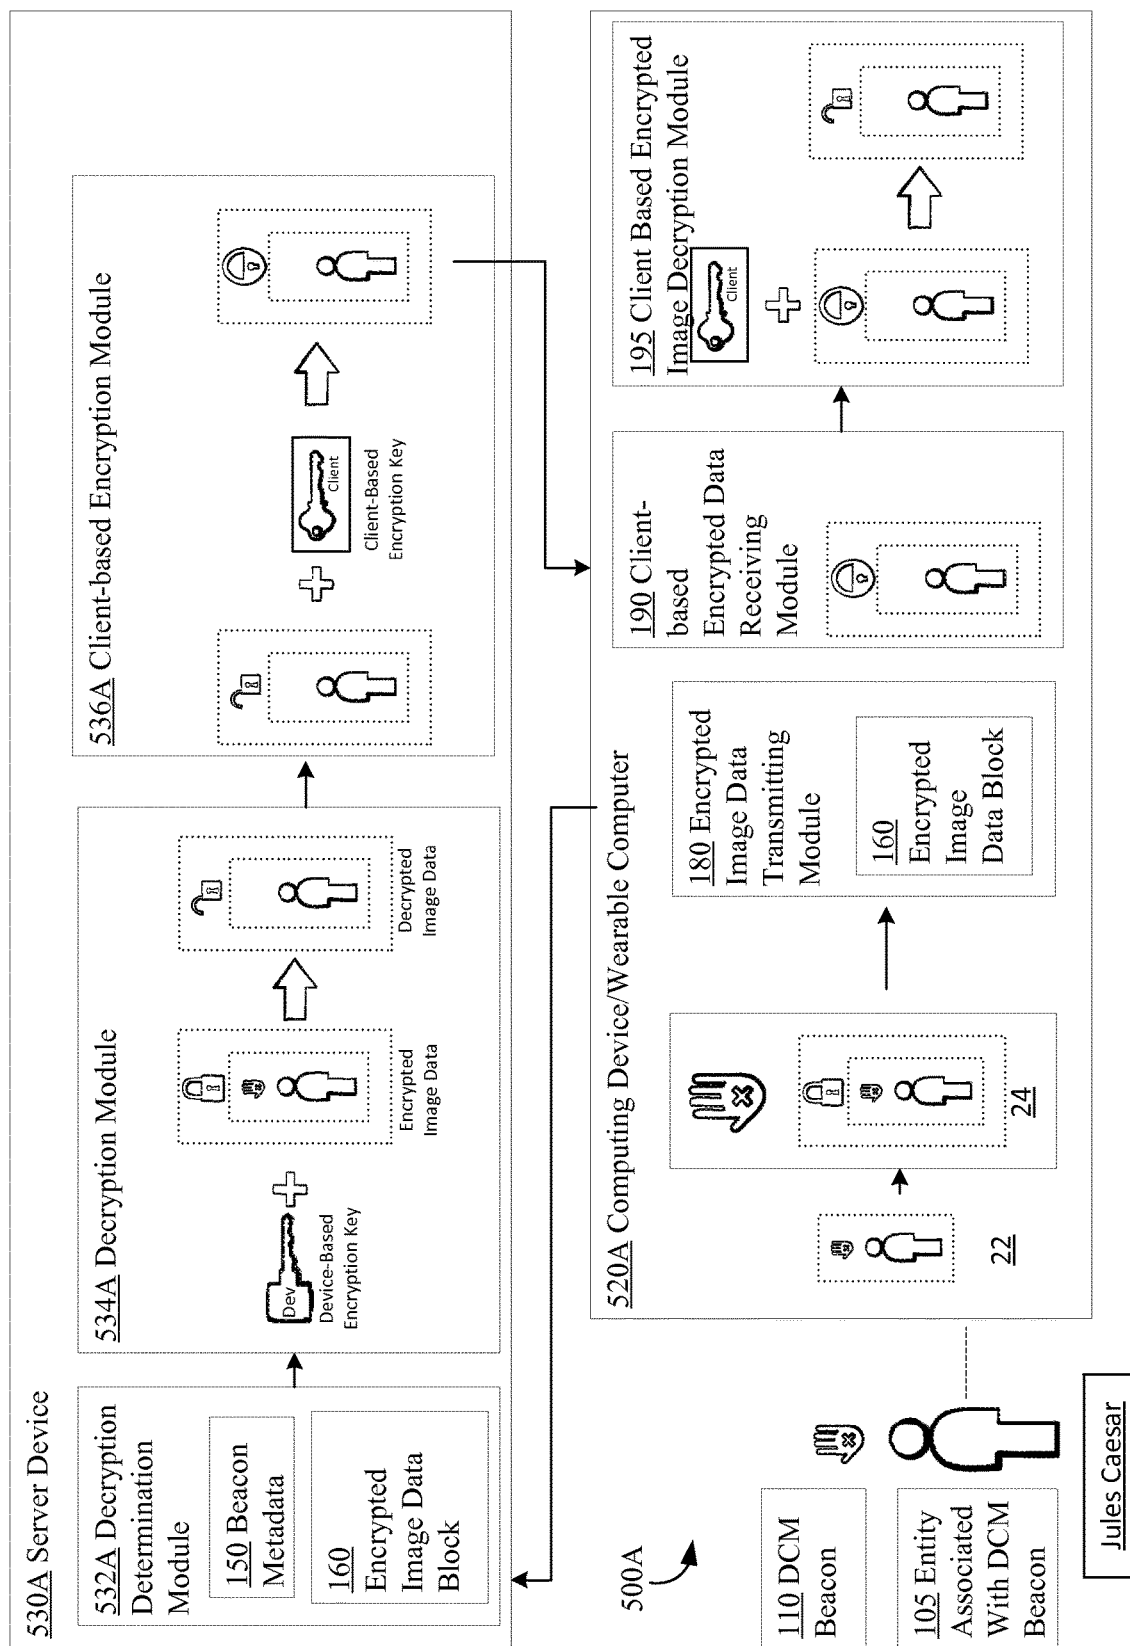 530A Server Device
532A Decryption
Determination
Module
150 Beacon
Metadata
160
Encrypted
Image Data
Block
534A Decryption Module
Dev
Device-Based
Encryption Key
Encrypted
Image Data
Decrypted
Image Data
536A Client-based Encryption Module
Client
Client-Based
Encryption Key
500A
110 DCM
Beacon
105 Entity
Associated
With DCM
Beacon
Jules Caesar
520A Computing Device/Wearable Computer
22
24
180 Encrypted
Image Data
Transmitting
Module
160
Encrypted
Image
Data Block
190 Client-
based
Encrypted Data
Receiving
Module
195 Client Based Encrypted
Image Decryption Module
Client